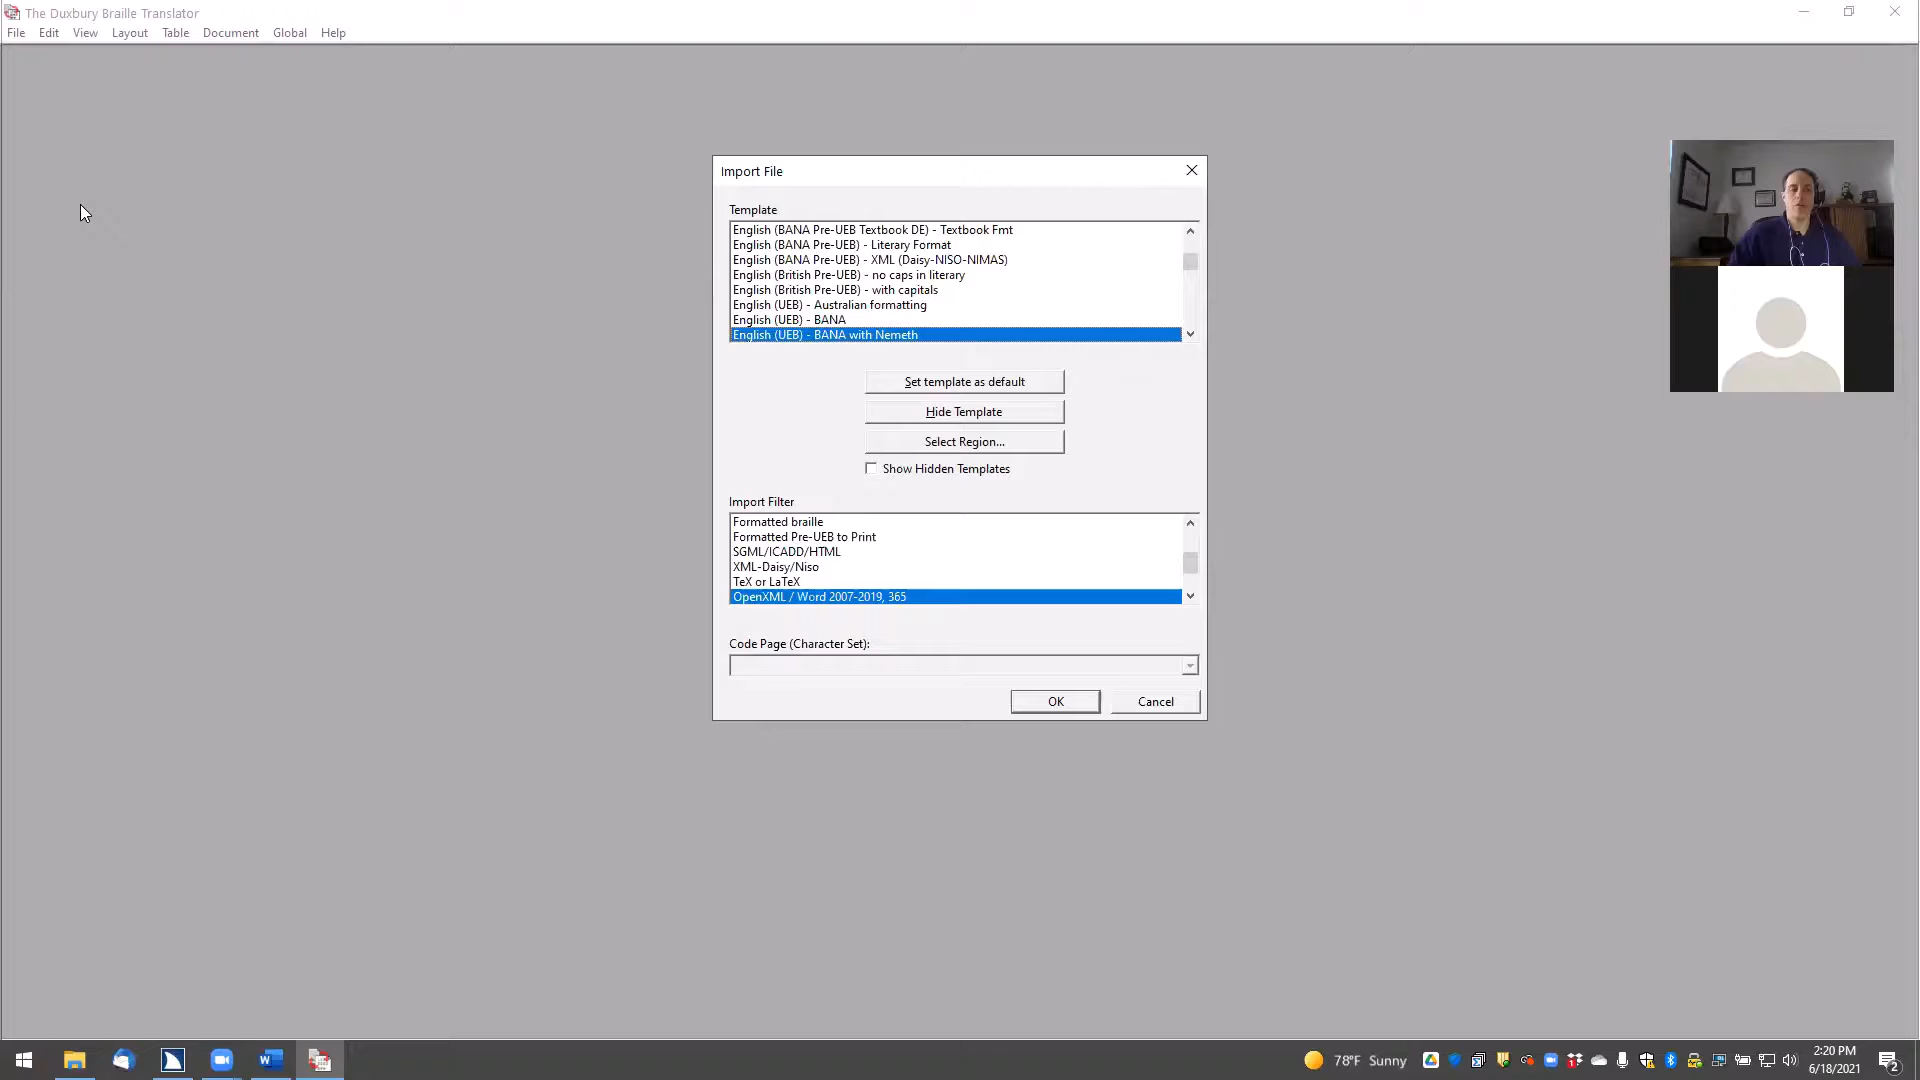 The Duxbury Braille Translator
File Edit View Layout Table Document Global Help
Import File
Template
English (BANA Pre-UEB Textbook DE) - Textbook Fmt
English (BANA Pre-UEB) - Literary Format
English (BANA Pre-UEB) - XML (Daisy-NISO-NIMAS)
English (British Pre-UEB) - no caps in literary
English (British Pre-UEB) - with capitals
English (UEB) - Australian formatting
English (UEB) - BANA
English (UEB) - BANA with Nemeth
Set template as default
Hide Template
Select Region...
Show Hidden Templates
Import Filter
Formatted braille
Formatted Pre-UEB to Print
SGML/ICADD/HTML
XML-Daisy/Niso
TeX or LaTeX
OpenXML / Word 2007-2019, 365
Code Page (Character Set):
OK Cancel
78°F Sunny
2:20 PM
6/18/2021
2